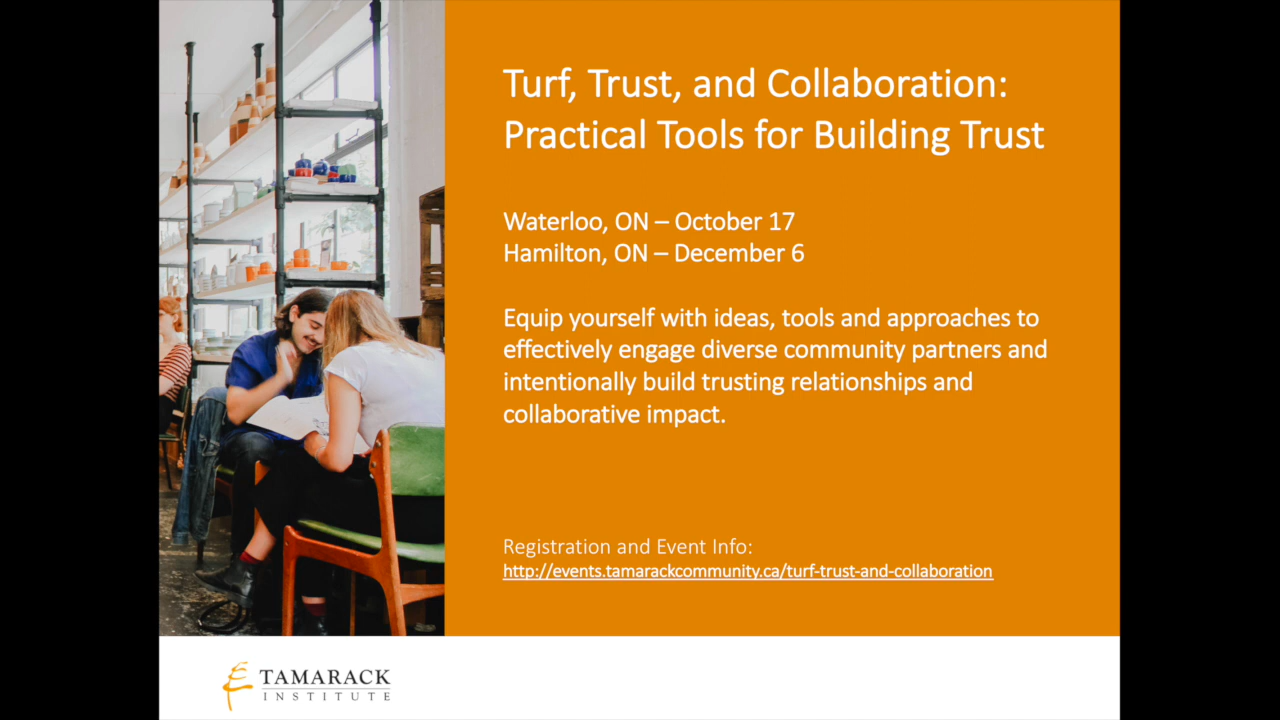 Turf, Trust, and Collaboration:
Practical Tools for Building Trust
Waterloo, ON – October 17
Hamilton, ON – December 6
Equip yourself with ideas, tools and approaches to
effectively engage diverse community partners and
intentionally build trusting relationships and
collaborative impact.
Registration and Event Info:
http://events.tamarackcommunity.ca/turf-trust-and-collaboration
TAMARACK
INSTITUTE